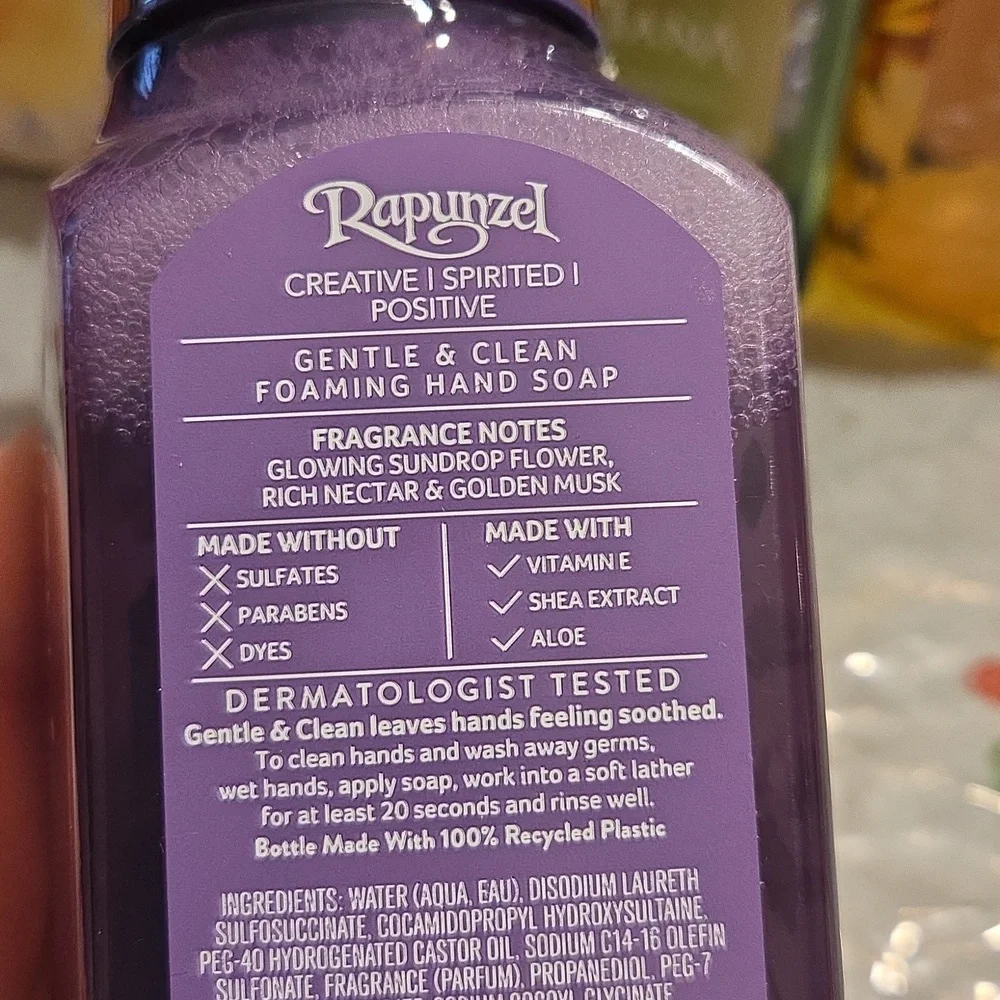 Rapunzel
CREATIVE | SPIRITED |
POSITIVE
GENTLE & CLEAN
FOAMING HAND SOAP
FRAGRANCE NOTES
GLOWING SUNDROP FLOWER,
RICH NECTAR & GOLDEN MUSK
MADE WITHOUT
SULFATES
PARABENS
DYES
MADE WITH
VITAMIN E
SHEA EXTRACT
ALOE
DERMATOLOGIST TESTED
Gentle & Clean leaves hands feeling soothed.
To clean hands and wash away germs,
wet hands, apply soap, work into a soft lather
for at least 20 seconds and rinse well.
Bottle Made With 100% Recycled Plastic
INGREDIENTS: WATER (AQUA, EAU), DISODIUM LAURETH
SULFOSUCCINATE, COCAMIDOPROPYL HYDROXYSULTAINE,
PEG-40 HYDROGENATED CASTOR OIL, SODIUM C14-16 OLEFIN
SULFONATE, FRAGRANCE (PARFUM), PROPANEDIOL, PEG-7